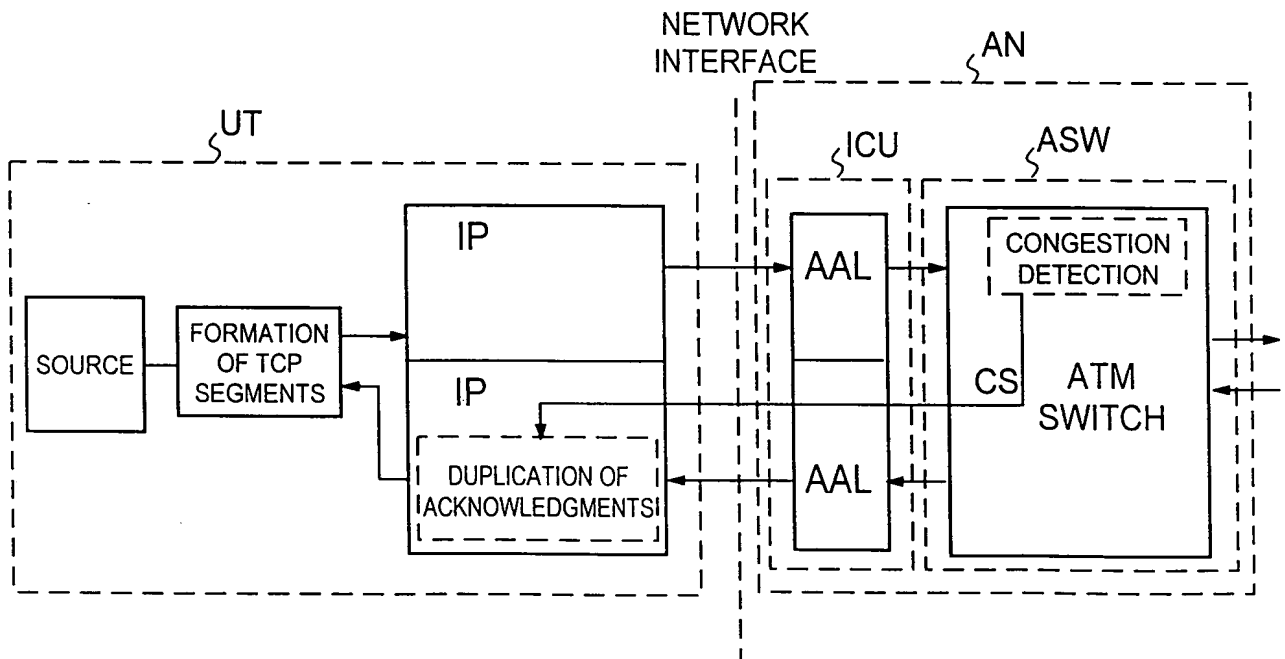 NETWORK
INTERFACE
AN
UT
ICU
ASW
IP
AAL
CONGESTION
DETECTION
SOURCE
FORMATION
OF TCP
SEGMENTS
IP
CS
ATM
SWITCH
DUPLICATION OF
ACKNOWLEDGMENTS
AAL